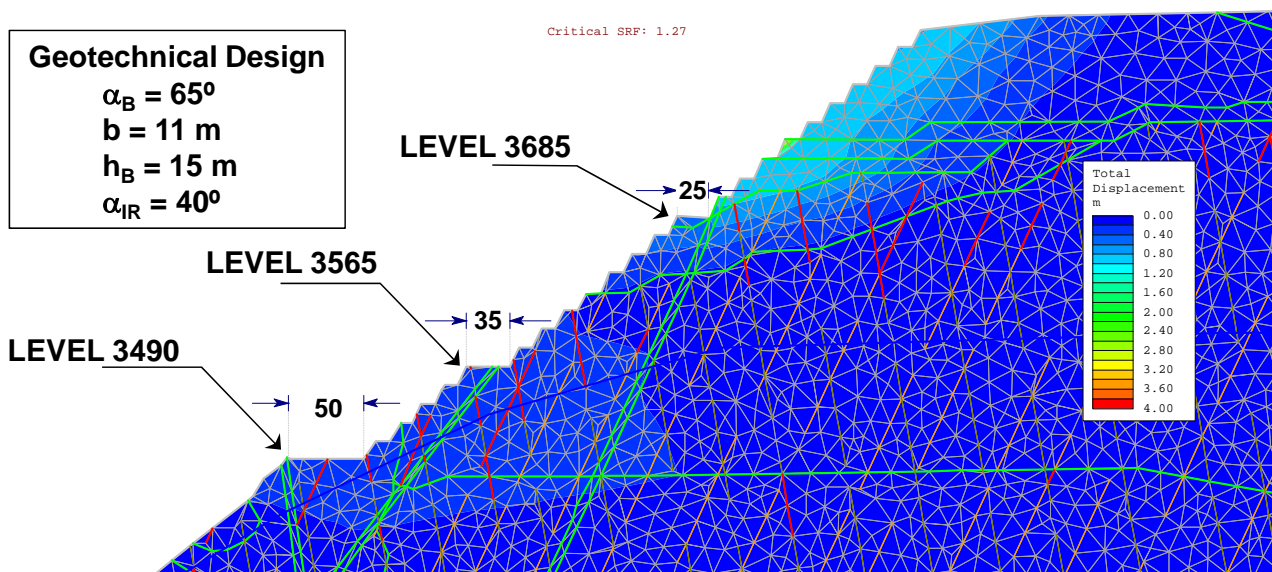 Critical SRF: 1.27
Geotechnical Design
αB = 65º
b = 11 m
hB = 15 m
αIR = 40º
LEVEL 3685
25
LEVEL 3565
35
LEVEL 3490
50
Total
Displacement
m
0.00
0.40
0.80
1.20
1.60
2.00
2.40
2.80
3.20
3.60
4.00